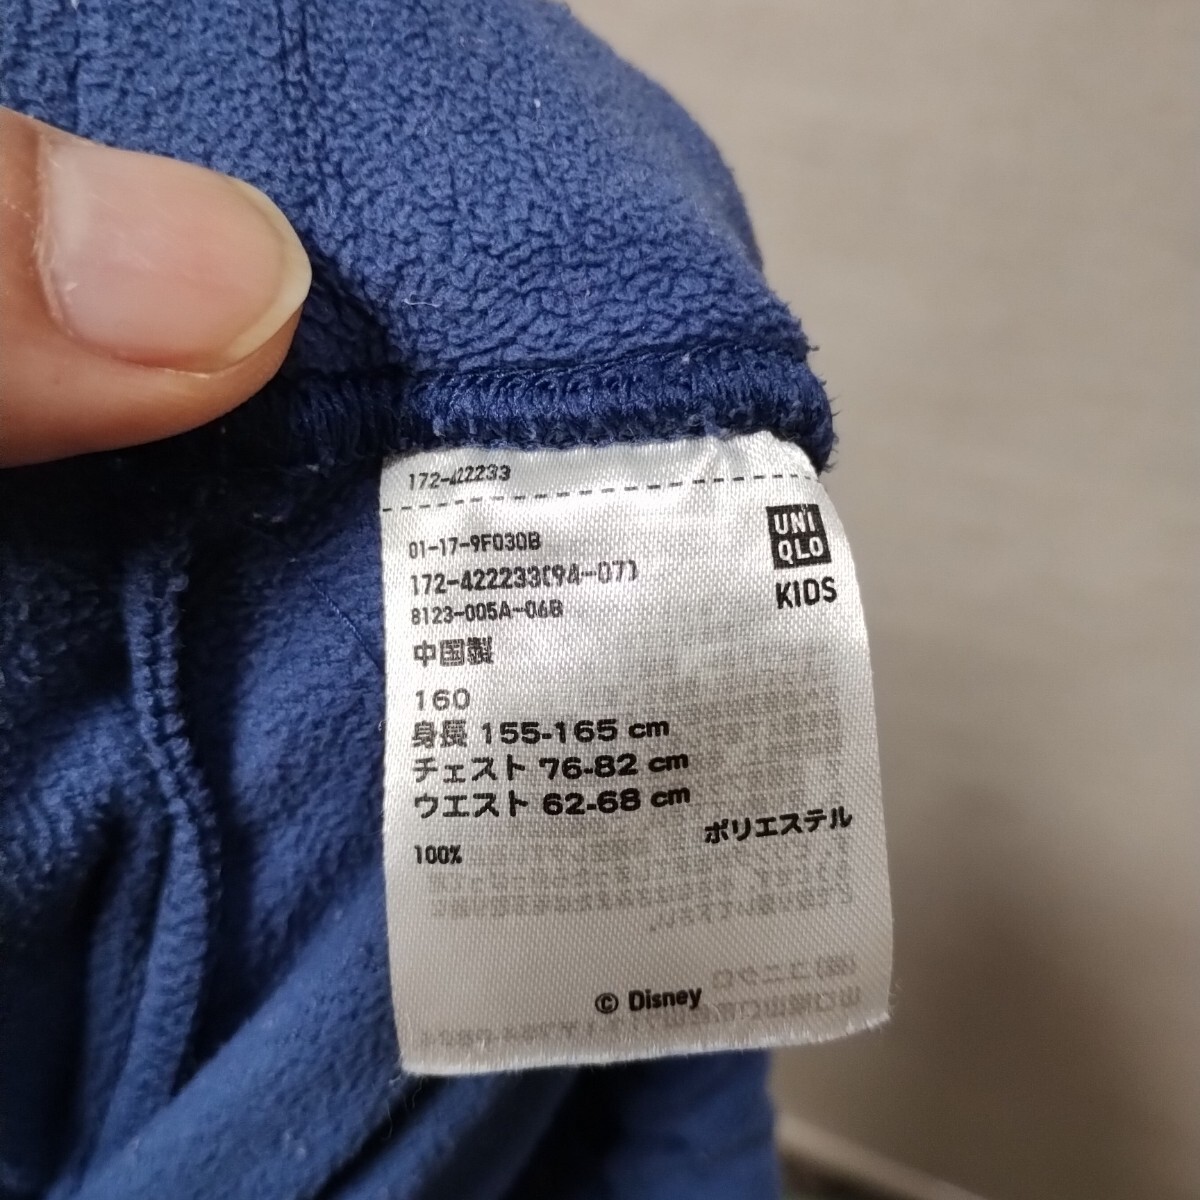 172-422233
01-17-9F030B
UNI
QLO
172-422233(94-07)
KIDS
8123-005A-06B
中国製
160
身長 155-165 cm
チェスト 76-82 cm
ウエスト 62-68 cm
ポリエステル
100%
© Disney